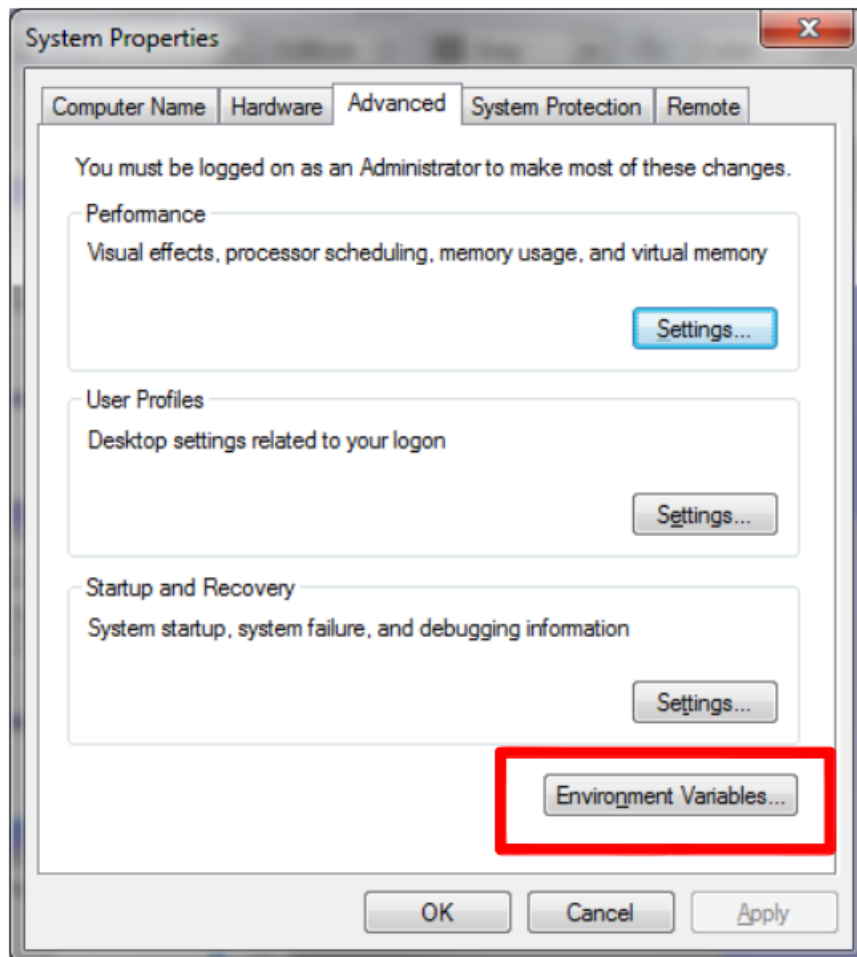 System Properties
Computer Name
Hardware
Advanced
System Protection
Remote
You must be logged on as an Administrator to make most of these changes.
Performance
Visual effects, processor scheduling, memory usage, and virtual memory
Settings...
User Profiles
Desktop settings related to your logon
Settings...
Startup and Recovery
System startup, system failure, and debugging information
Settings...
Environment Variables...
OK
Cancel
Apply